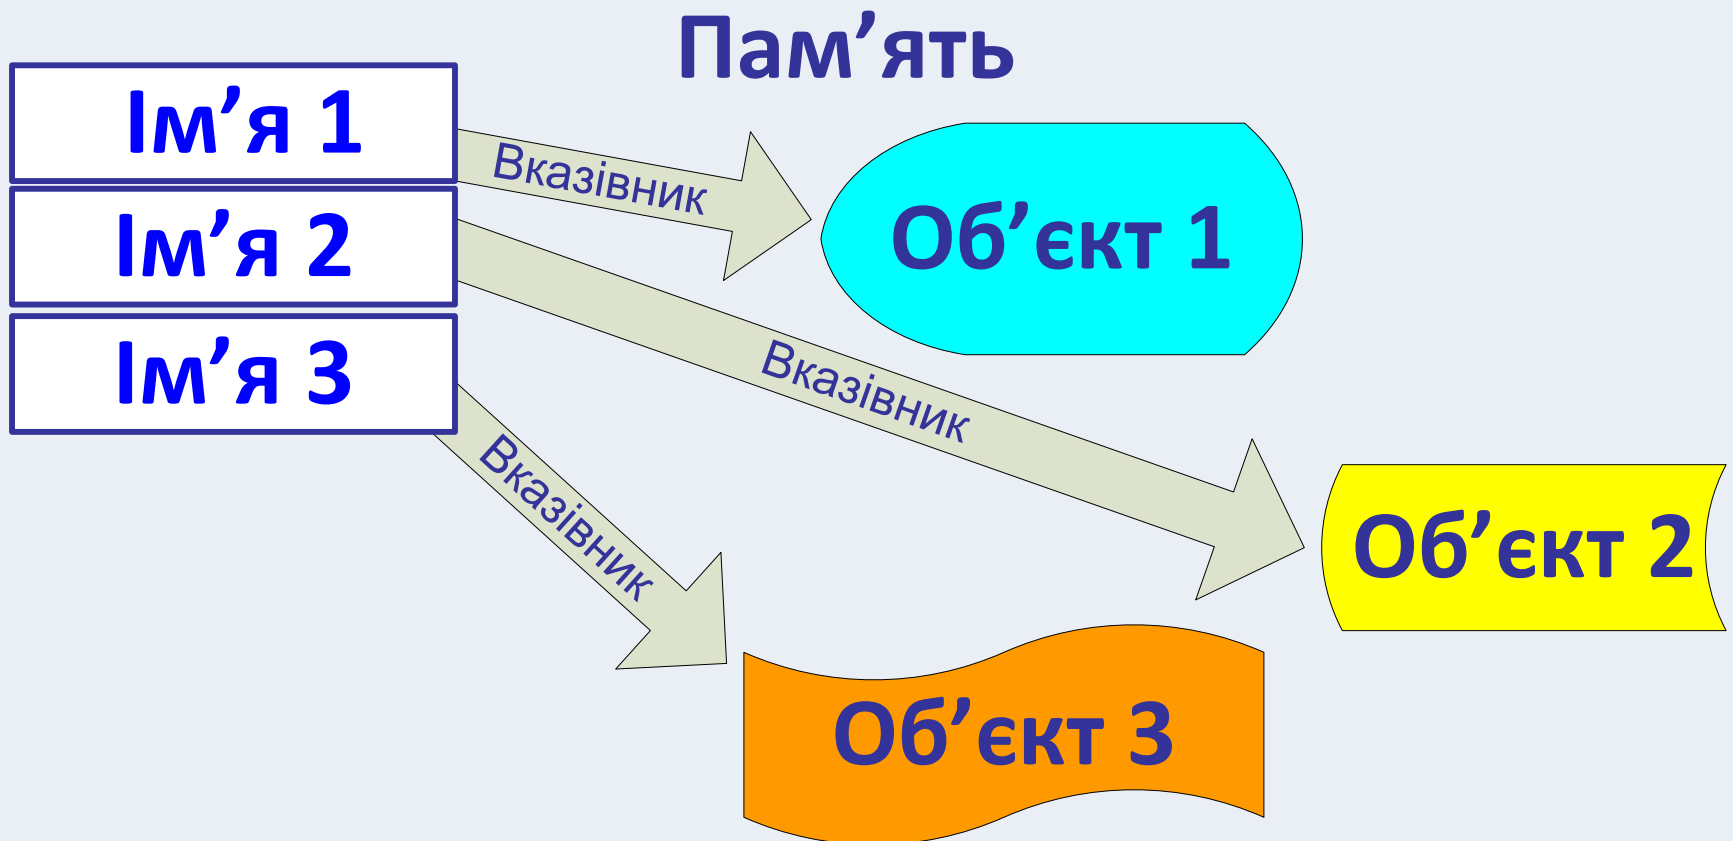 Пам’ять
Ім’я 1
Вказівник
Об’єкт 1
Ім’я 2
Вказівник
Ім’я 3
Вказівник
Об’єкт 2
Об’єкт 3